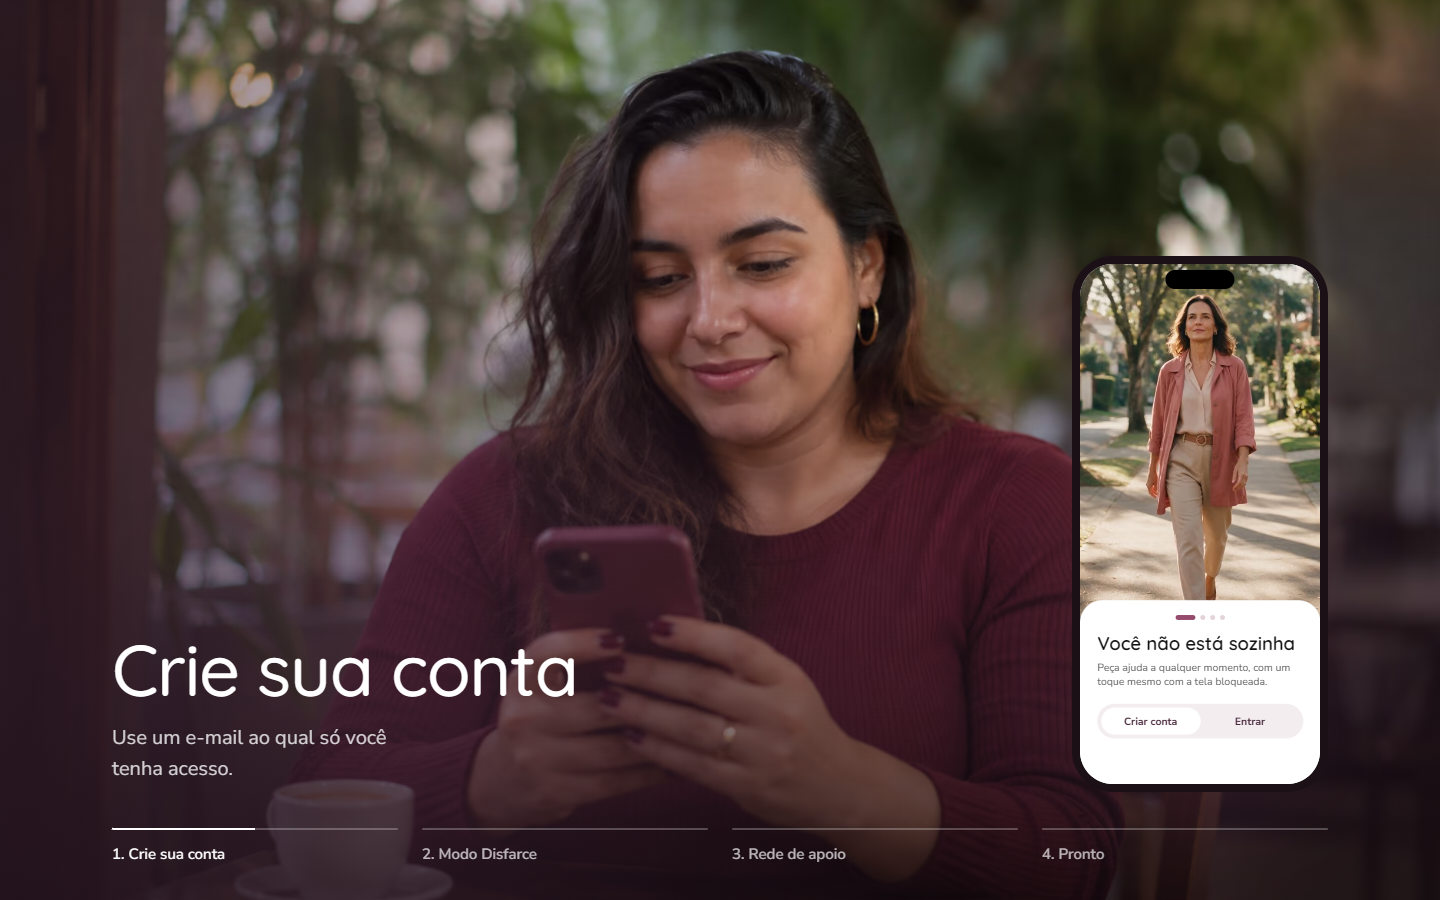 Crie sua conta
Use um e-mail ao qual só você
tenha acesso.
Você não está sozinha
Peça ajuda a qualquer momento, com um
toque mesmo com a tela bloqueada.
Criar conta
Entrar
1. Crie sua conta
2. Modo Disfarce
3. Rede de apoio
4. Pronto